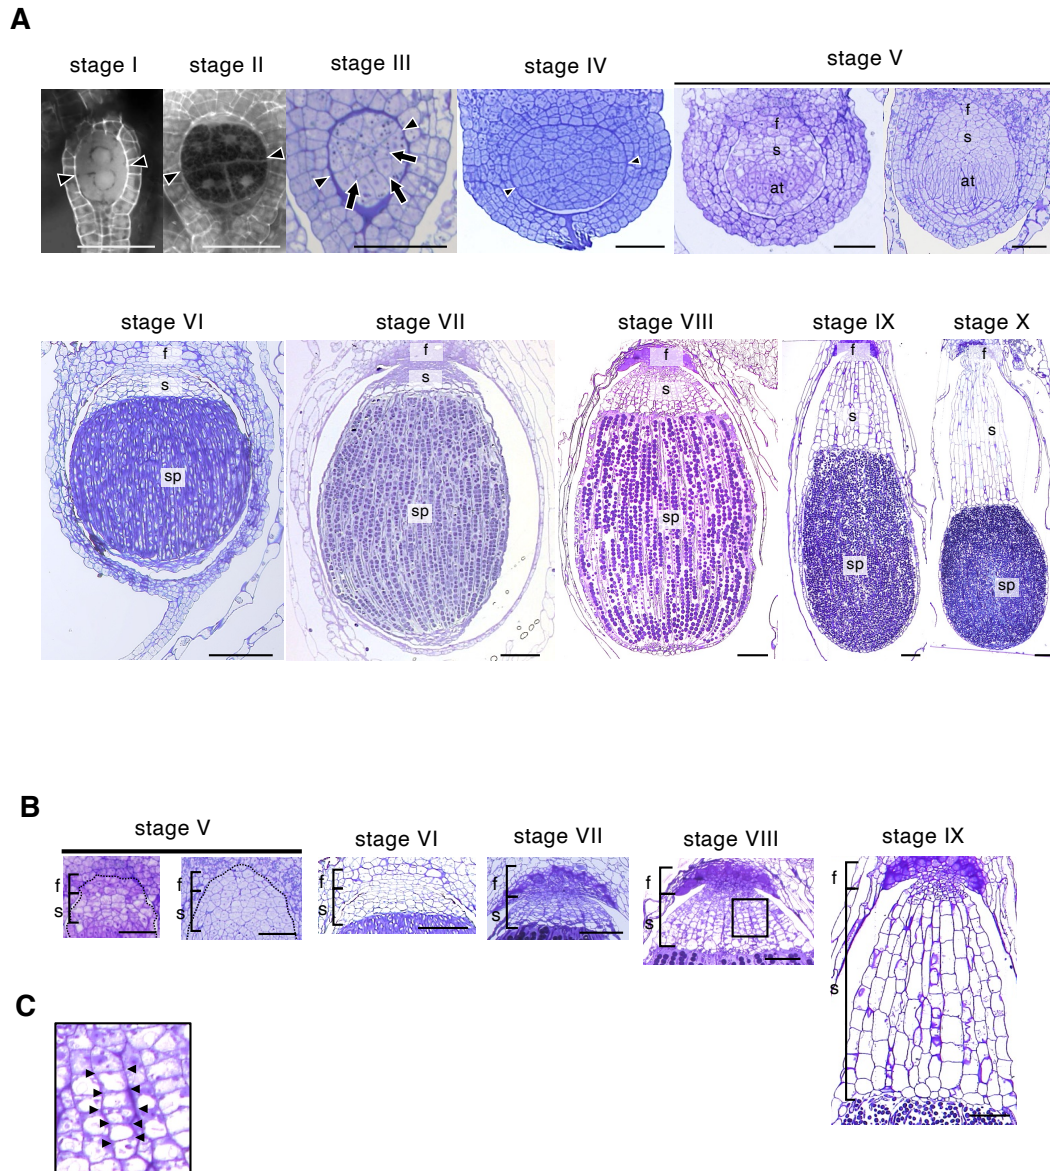 A
stage I
stage II
stage III
stage IV
stage V
f
s
at
f
s
at
stage VI
stage VII
stage VIII
stage IX
stage X
f
s
sp
f
s
sp
f
s
sp
f
s
sp
f
s
sp
B
stage V
stage VI
stage VII
stage VIII
stage IX
f
s
f
s
f
s
f
s
f
s
f
s
C